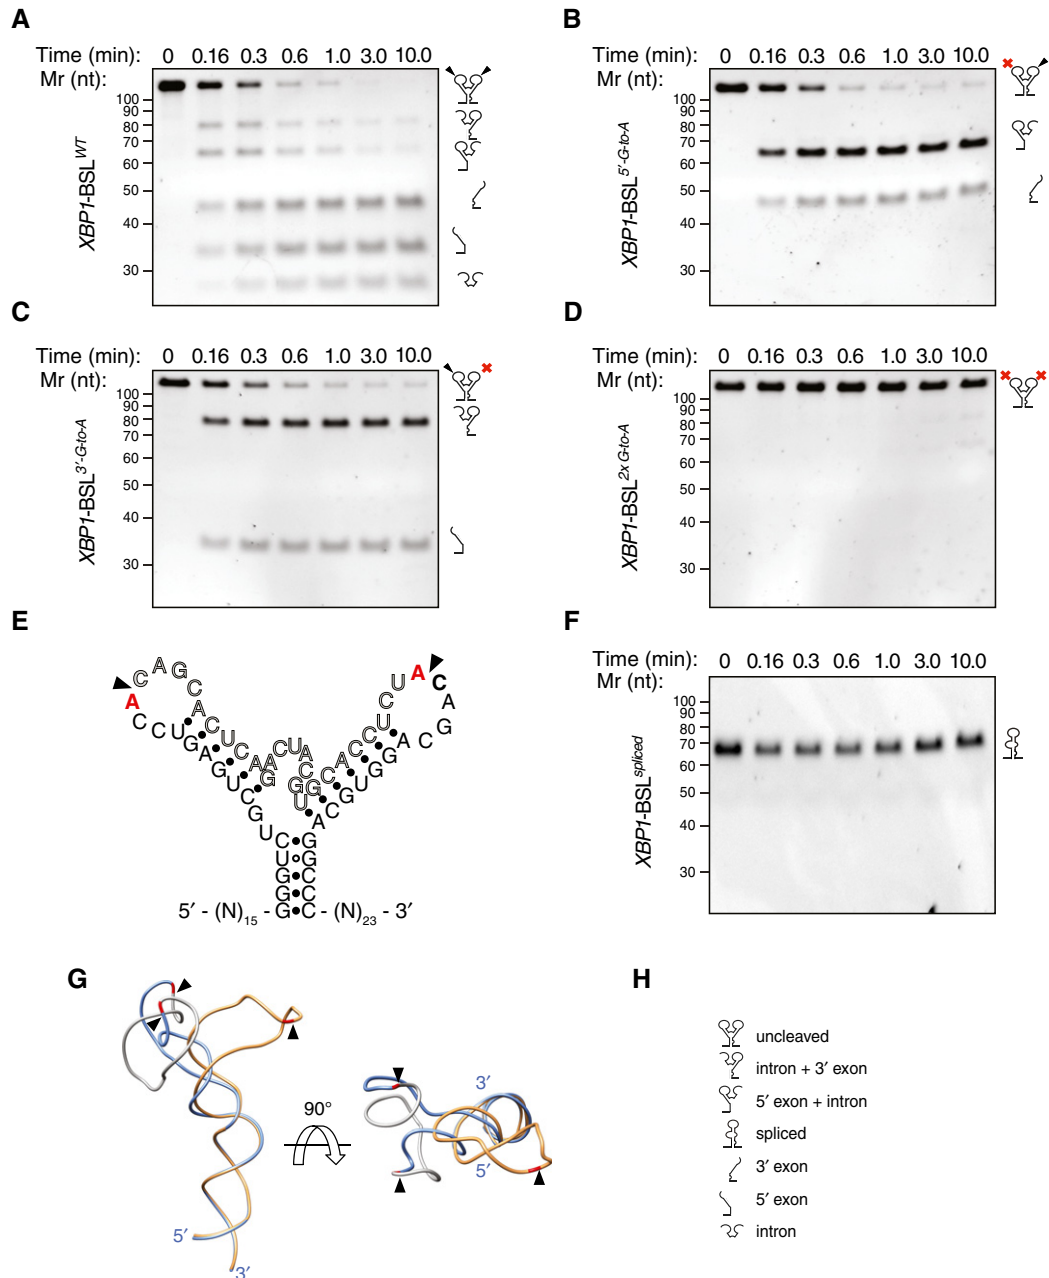 A
Time (min): 0 0.16 0.3 0.6 1.0 3.0 10.0
Mr (nt):
100
90
80
70
60
50
40
30
XBP1-BSL WT
B
Time (min): 0 0.16 0.3 0.6 1.0 3.0 10.0
Mr (nt):
100
90
80
70
60
50
40
30
XBP1-BSL 5′-G-to-A
C
Time (min): 0 0.16 0.3 0.6 1.0 3.0 10.0
Mr (nt):
100
90
80
70
60
50
40
30
XBP1-BSL 3′-G-to-A
D
Time (min): 0 0.16 0.3 0.6 1.0 3.0 10.0
Mr (nt):
100
90
80
70
60
50
40
30
XBP1-BSL 2x G-to-A
E
A C C U G A G U C G U C U G G G
C A G C A C U C A A G A C U A C G U G C A C C U C U
A C A G C A G G U G C A G G C C C
5′ - (N)15 - G C - (N)23 - 3′
F
Time (min): 0 0.16 0.3 0.6 1.0 3.0 10.0
Mr (nt):
100
90
80
70
60
50
40
30
XBP1-BSL spliced
G
90°
5′
3′
3′
5′
H
uncleaved
intron + 3′ exon
5′ exon + intron
spliced
3′ exon
5′ exon
intron